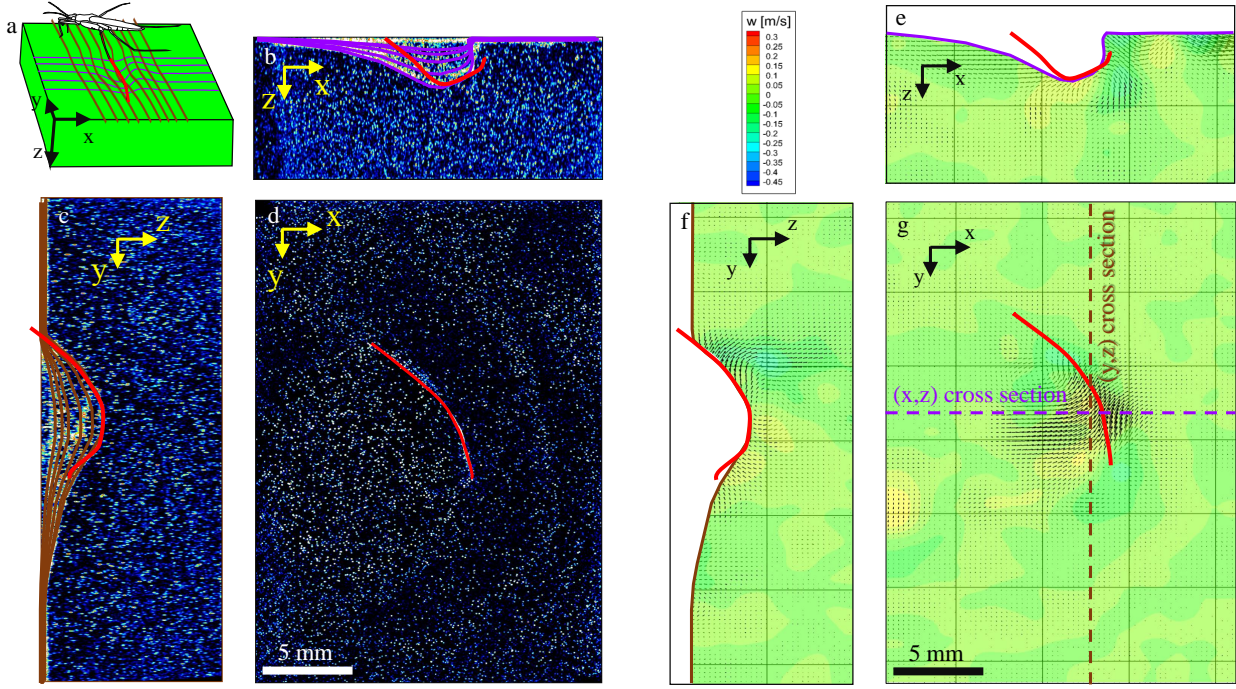 a
y
x
z
b
x
z
w [m/s]
0.3
0.25
0.2
0.15
0.1
0.05
0
-0.05
-0.1
-0.15
-0.2
-0.25
-0.3
-0.35
-0.4
-0.45
e
x
z
c
z
y
d
x
y
5 mm
f
z
y
g
x
y
(y,z) cross section
(x,z) cross section
5 mm